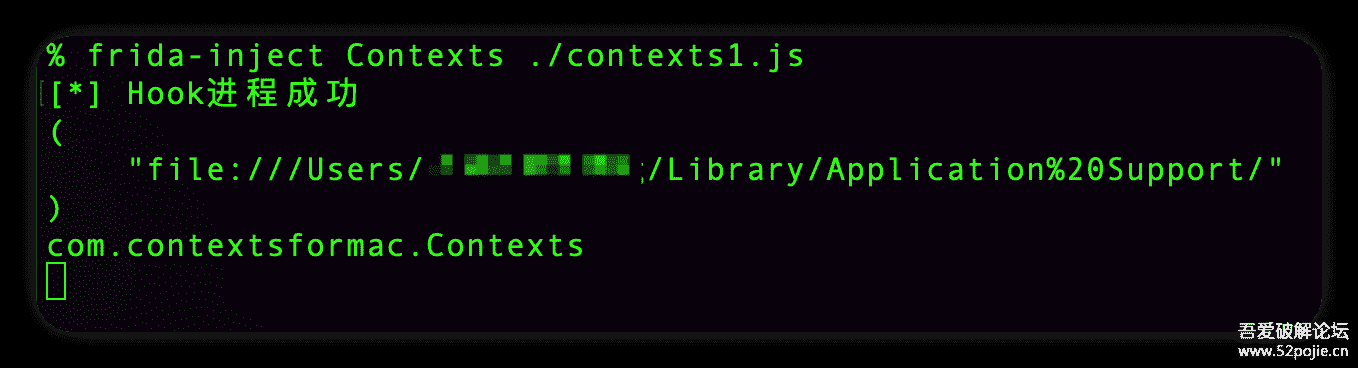 % frida-inject Contexts ./contexts1.js
[*] Hook进程成功
(
"file:///Users/ /Library/Application%20Support/"
)
com.contextsformac.Contexts
吾爱破解论坛
www.52pojie.cn